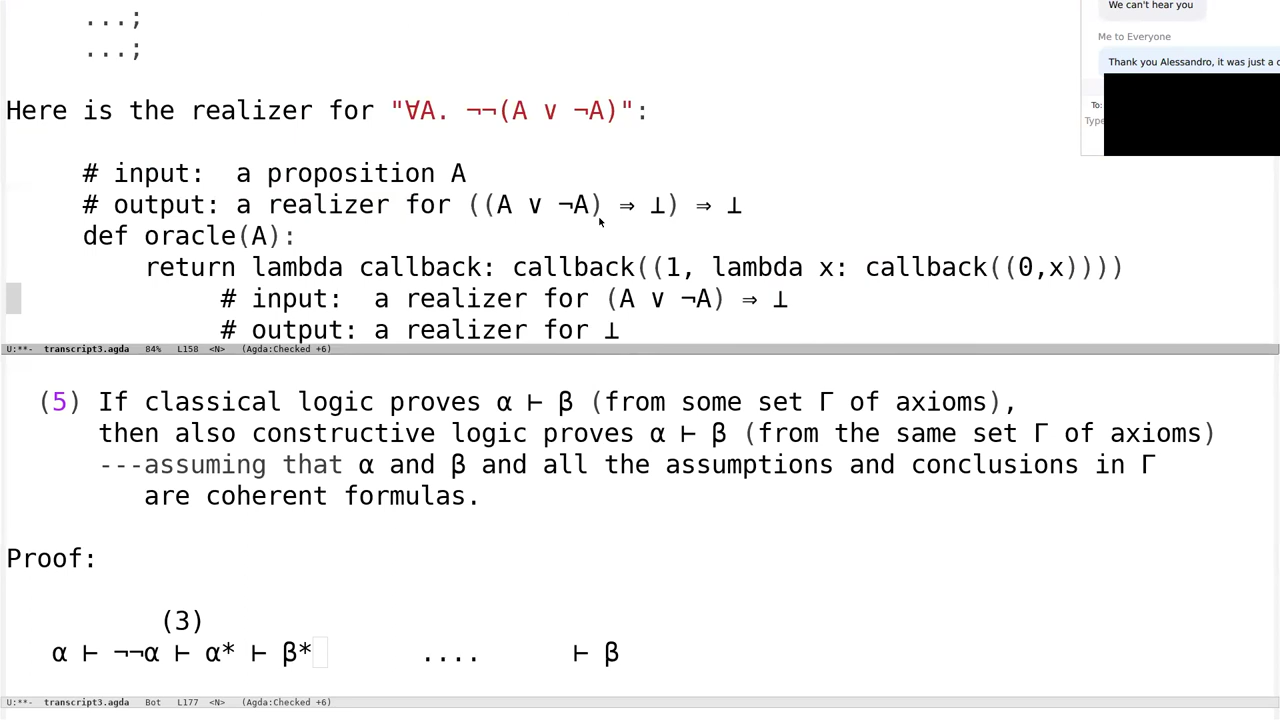 ...;
...;
Here is the realizer for "∀A. ¬¬(A ∨ ¬A)":
# input:  a proposition A
# output: a realizer for ((A ∨ ¬A) ⇒ ⊥) ⇒ ⊥
def oracle(A):
return lambda callback: callback((1, lambda x: callback((0,x))))
# input:  a realizer for (A ∨ ¬A) ⇒ ⊥
# output: a realizer for ⊥
U:**-  transcript3.agda   84%   L158  <N>   (Agda:Checked +6)
(5) If classical logic proves α ⊢ β (from some set Γ of axioms),
then also constructive logic proves α ⊢ β (from the same set Γ of axioms)
---assuming that α and β and all the assumptions and conclusions in Γ
are coherent formulas.
Proof:
(3)
α ⊢ ¬¬α ⊢ α* ⊢ β*      ....      ⊢ β
U:**-  transcript3.agda   Bot   L177  <N>   (Agda:Checked +6)
We can't hear you
Me to Everyone
Thank you Alessandro, it was just a
To:
Type